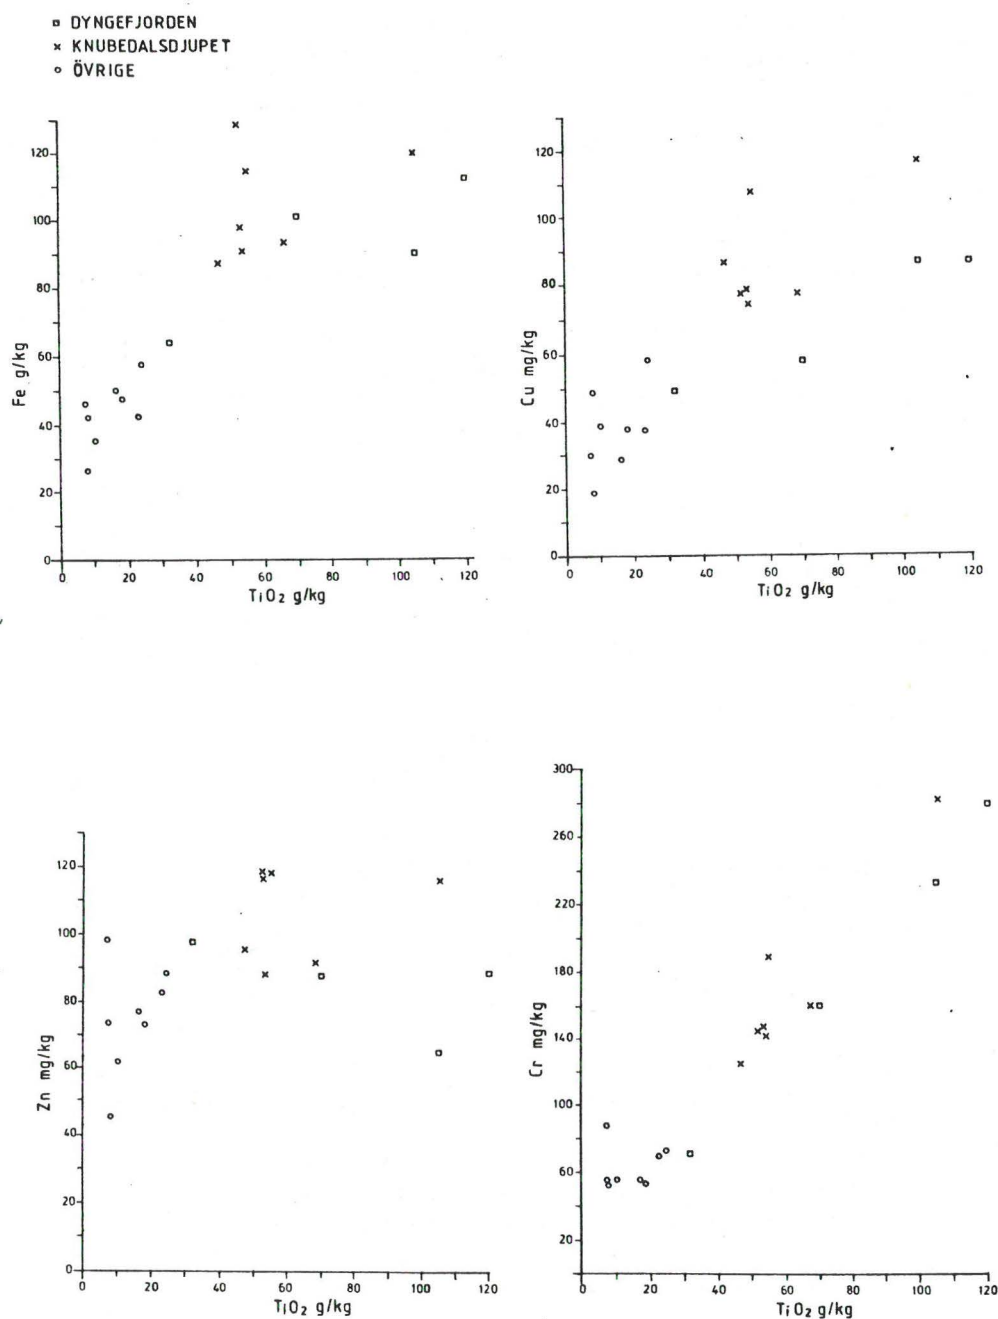 DYNGEFJORDEN
KNUBEDALSDJUPET
ÖVRIGE
120
100
80
60
40
20
0
Fe g/kg
0 20 40 60 80 100 120
TiO2 g/kg
120
100
80
60
40
20
0
Cu mg/kg
0 20 40 60 80 100 120
TiO2 g/kg
120
100
80
60
40
20
0
Zn mg/kg
0 20 40 60 80 100 120
TiO2 g/kg
300
260
220
180
140
100
60
20
Cr mg/kg
0 20 40 60 80 100 120
TiO2 g/kg